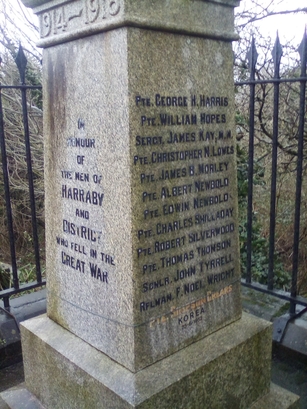 1914-1918
IN
HONOUR
OF
THE MEN OF
HARRABY
AND
DISTRICT
WHO FELL IN THE
GREAT WAR
PTE. GEORGE H. HARRIS
PTE. WILLIAM HOPES
SERGT. JAMES KAY, M.M.
PTE. CHRISTOPHER N. LOWES
PTE. JAMES B. MORLEY
PTE. ALBERT NEWBOLD
PTE. EDWIN NEWBOLD
PTE. CHARLES SHILLADAY
PTE. ROBERT SILVERWOOD
PTE. THOMAS THOMSON
SGNLR. JOHN TYRRELL
RFLMAN. F. NOEL WRIGHT
KOREA